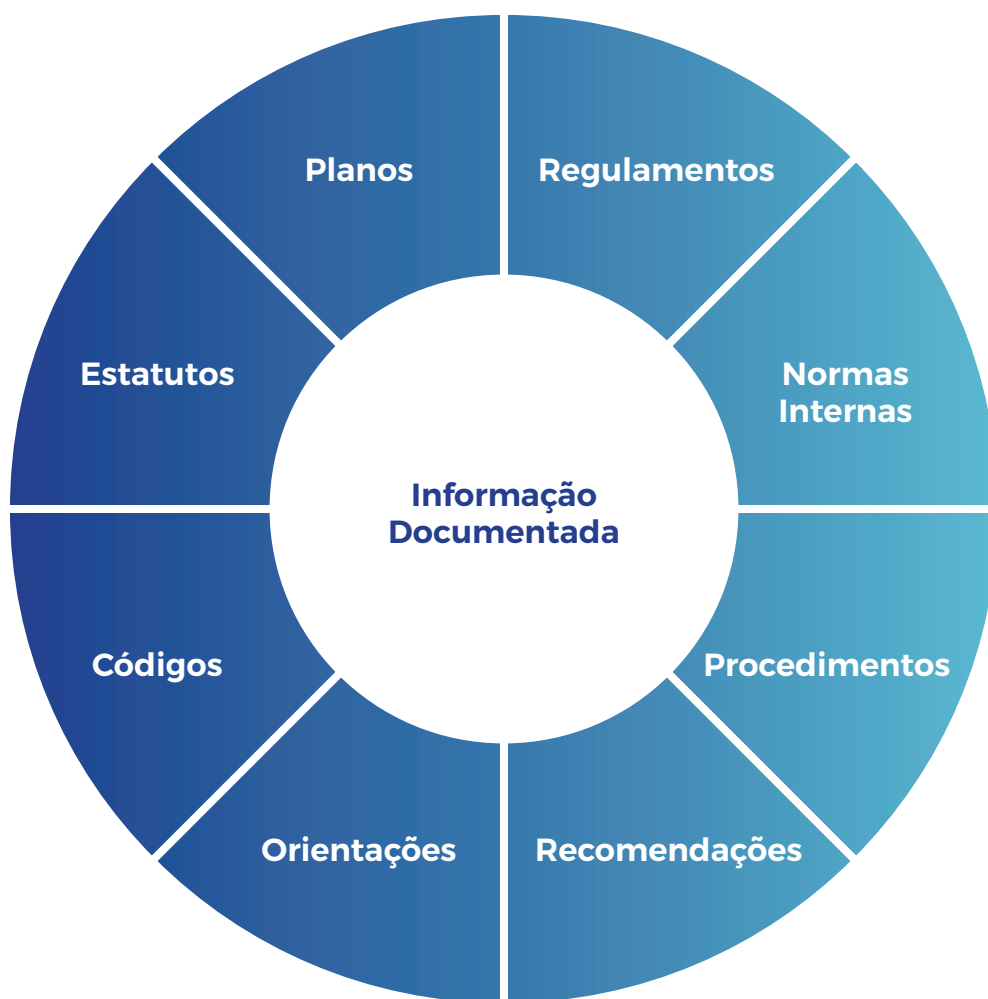 Planos
Regulamentos
Estatutos
Normas
Internas
Informação
Documentada
Códigos
Procedimentos
Orientações
Recomendações